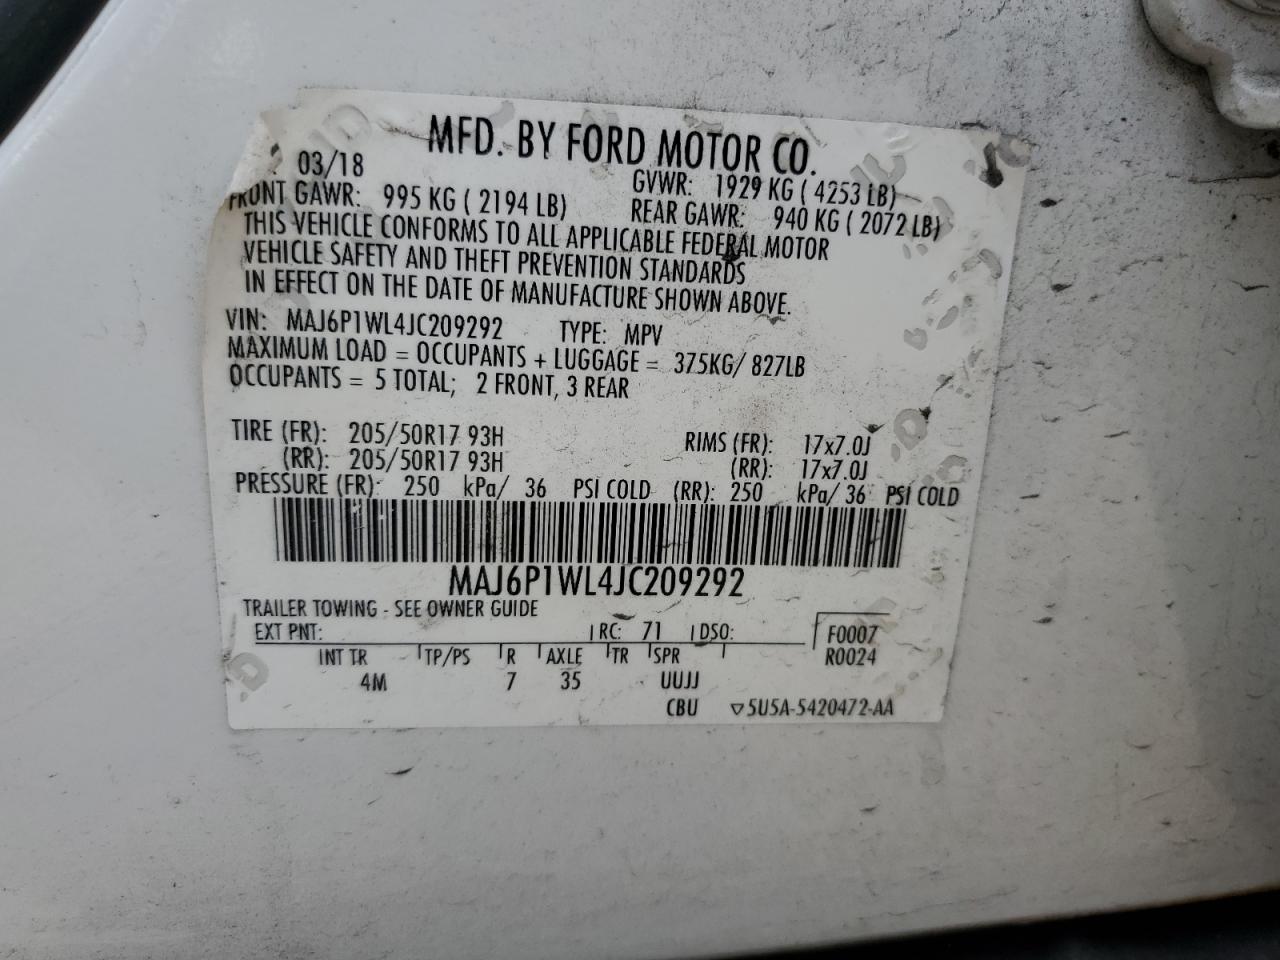 MFD. BY FORD MOTOR CO.
03/18 GVWR: 1929 KG ( 4253 LB)
FRONT GAWR: 995 KG ( 2194 LB) REAR GAWR: 940 KG ( 2072 LB)
THIS VEHICLE CONFORMS TO ALL APPLICABLE FEDERAL MOTOR
VEHICLE SAFETY AND THEFT PREVENTION STANDARDS
IN EFFECT ON THE DATE OF MANUFACTURE SHOWN ABOVE.
VIN: MAJ6P1WL4JC209292 TYPE: MPV
MAXIMUM LOAD = OCCUPANTS + LUGGAGE = 375KG/ 827LB
OCCUPANTS = 5 TOTAL; 2 FRONT, 3 REAR
TIRE (FR): 205/50R17 93H RIMS (FR): 17x7.0J
(RR): 205/50R17 93H (RR): 17x7.0J
PRESSURE (FR): 250 kPa/ 36 PSI COLD (RR): 250 kPa/ 36 PSI COLD
MAJ6P1WL4JC209292
TRAILER TOWING - SEE OWNER GUIDE
EXT PNT: RC: 71 DSO: F0007
INT TR TP/PS R AXLE TR SPR R0024
4M 7 35 UUJJ
CBU 5U5A-5420472-AA